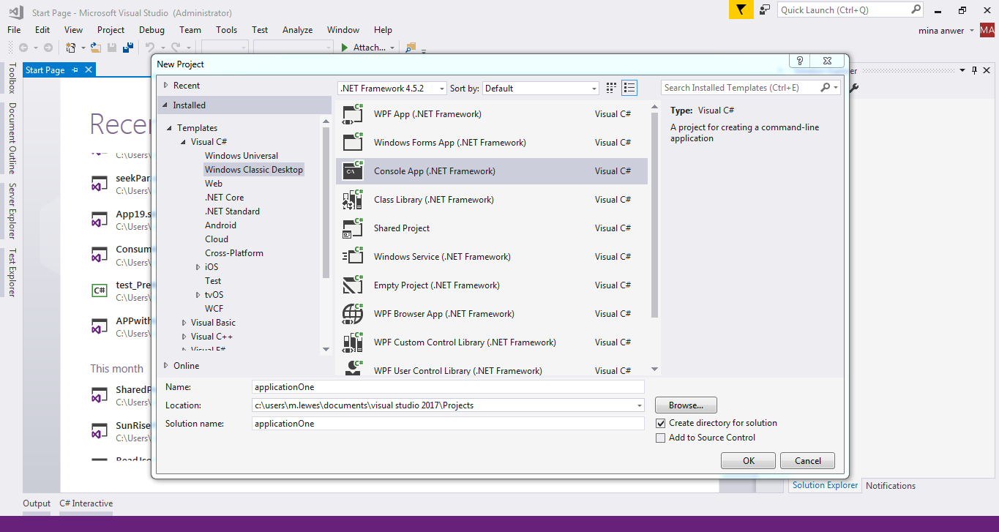 Start Page - Microsoft Visual Studio (Administrator)
Quick Launch (Ctrl+Q)
File Edit View Project Debug Team Tools Test Analyze Window Help
mina anwer MA
Attach...
Toolbox
Document Outline
Server Explorer
Test Explorer
Start Page
Rece
C:\Users\
seekPar
C:\Users\
App19.s
C:\Users\
Consum
C:\Users\
test_Pre
C:\Users\
APPwith
C:\Users\
This month
SharedP
C:\Users\
SunRise
C:\Users\
New Project
Recent
Installed
Templates
Visual C#
Windows Universal
Windows Classic Desktop
Web
.NET Core
.NET Standard
Android
Cloud
Cross-Platform
iOS
Test
tvOS
WCF
Visual Basic
Visual C++
Visual F#
Online
.NET Framework 4.5.2 Sort by: Default
Search Installed Templates (Ctrl+E)
WPF App (.NET Framework) Visual C#
Windows Forms App (.NET Framework) Visual C#
Console App (.NET Framework) Visual C#
Class Library (.NET Framework) Visual C#
Shared Project Visual C#
Windows Service (.NET Framework) Visual C#
Empty Project (.NET Framework) Visual C#
WPF Browser App (.NET Framework) Visual C#
WPF Custom Control Library (.NET Framework) Visual C#
WPF User Control Library (.NET Framework) Visual C#
Type: Visual C#
A project for creating a command-line
application
Name: applicationOne
Location: c:\users\m.lewes\documents\visual studio 2017\Projects
Browse...
Solution name: applicationOne
Create directory for solution
Add to Source Control
OK Cancel
Solution Explorer Notifications
Output C# Interactive